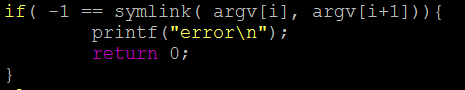 if( -1 == symlink( argv[i], argv[i+1])){
        printf("error\n");
        return 0;
}